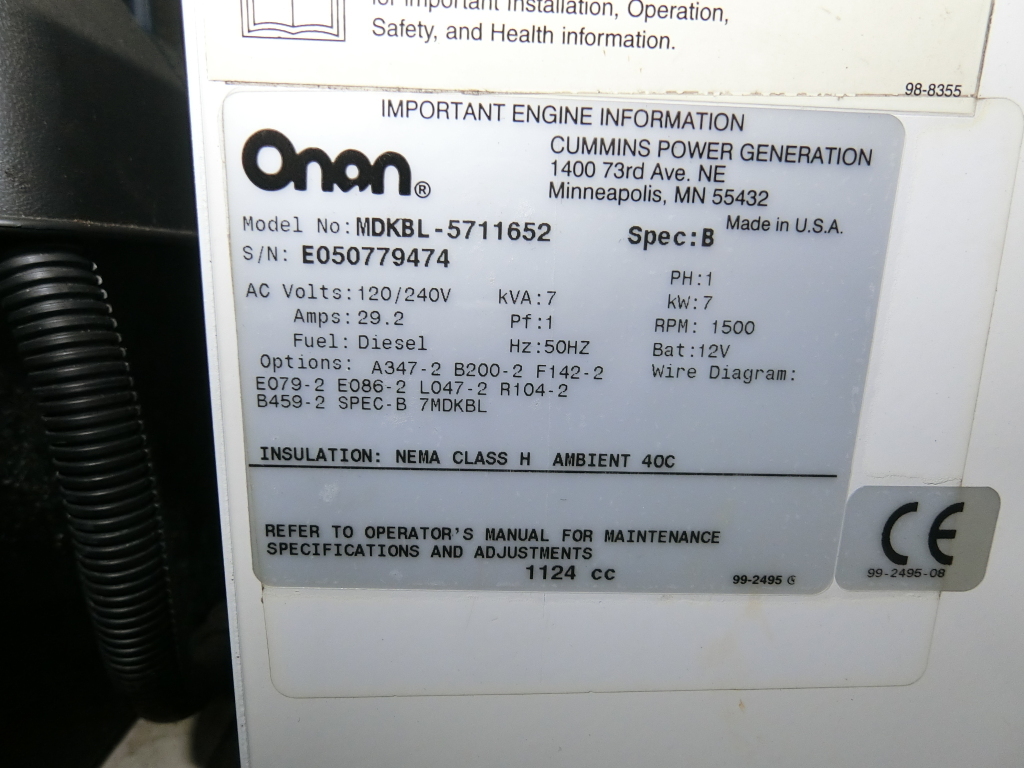 for important Installation, Operation,
Safety, and Health information.
98-8355
IMPORTANT ENGINE INFORMATION
Onan®
CUMMINS POWER GENERATION
1400 73rd Ave. NE
Minneapolis, MN 55432
Made in U.S.A.
Model No: MDKBL-5711652 Spec: B
S/N: E050779474
PH: 1
AC Volts: 120/240V kVA: 7 kW: 7
Amps: 29.2 Pf: 1 RPM: 1500
Fuel: Diesel Hz: 50HZ Bat: 12V
Options: A347-2 B200-2 F142-2 Wire Diagram:
E079-2 E086-2 L047-2 R104-2
B459-2 SPEC-B 7MDKBL
INSULATION: NEMA CLASS H AMBIENT 40C
REFER TO OPERATOR'S MANUAL FOR MAINTENANCE
SPECIFICATIONS AND ADJUSTMENTS
1124 cc
99-2495 G
CE
99-2495-08